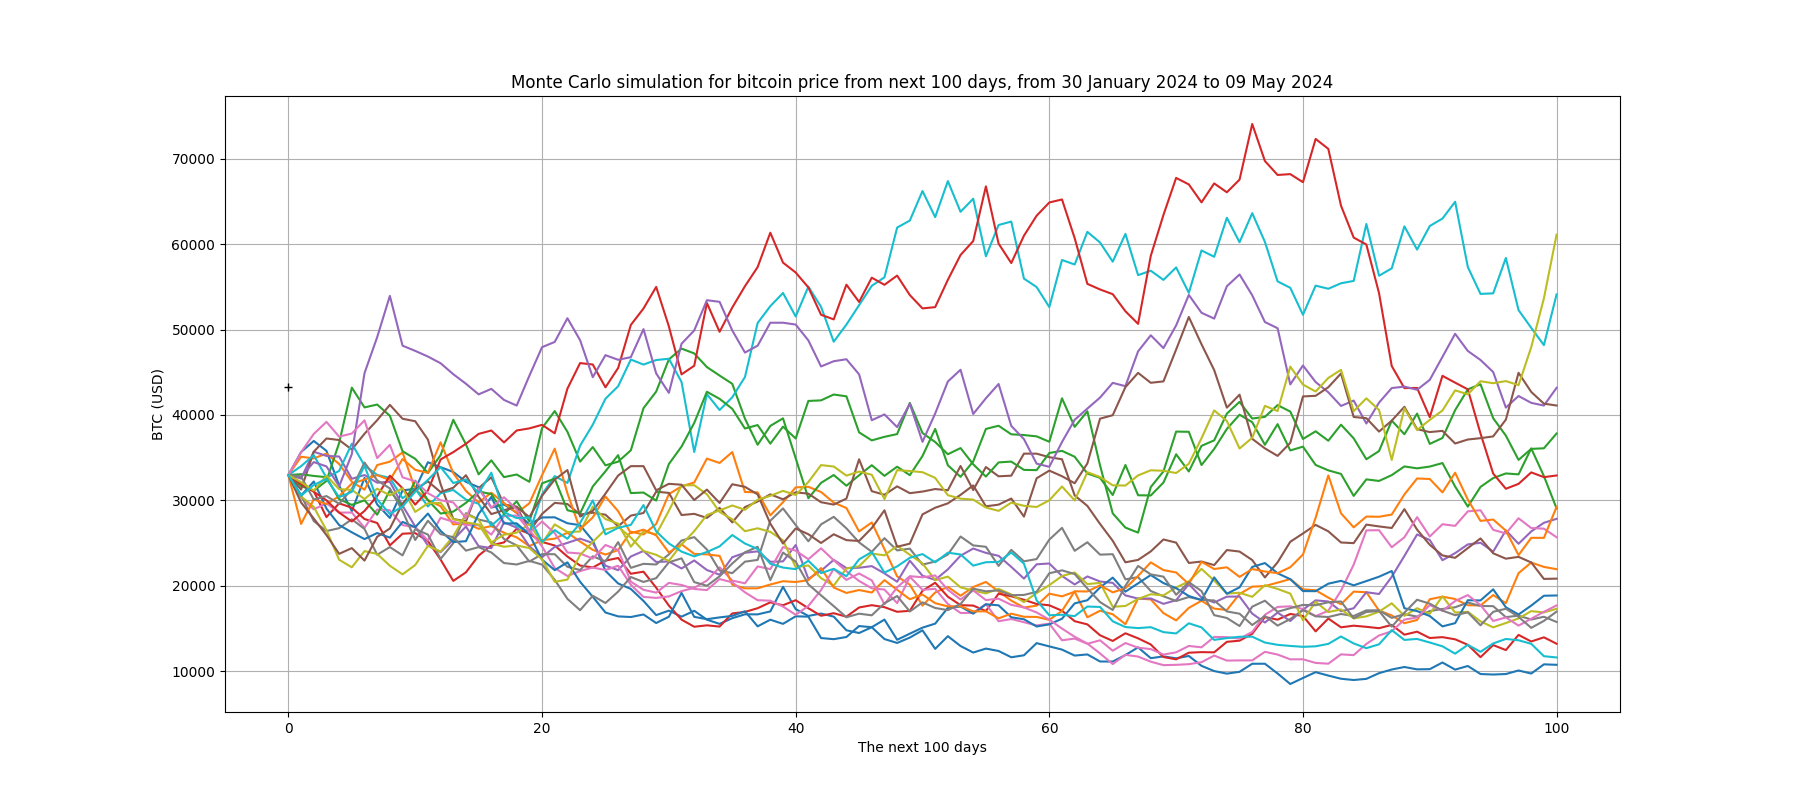 Monte Carlo simulation for bitcoin price from next 100 days, from 30 January 2024 to 09 May 2024
BTC (USD)
70000
60000
50000
40000
30000
20000
10000
0 20 40 60 80 100
The next 100 days